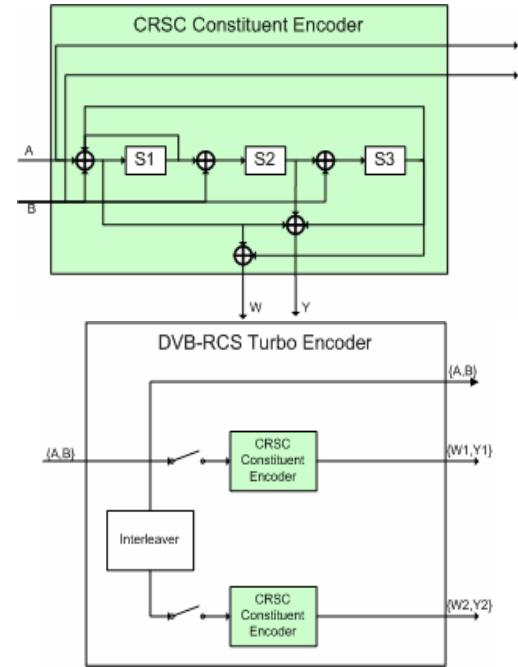 CRSC Constituent Encoder
A
S1
S2
S3
B
W
Y
DVB-RCS Turbo Encoder
{A,B}
{A,B}
CRSC
Constituent
Encoder
{W1,Y1}
Interleaver
CRSC
Constituent
Encoder
{W2,Y2}